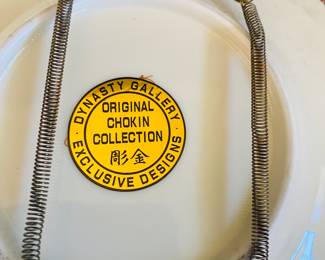 · DYNASTY GALLERY ·
ORIGINAL
CHOKIN
COLLECTION
彫金
EXCLUSIVE DESIGNS